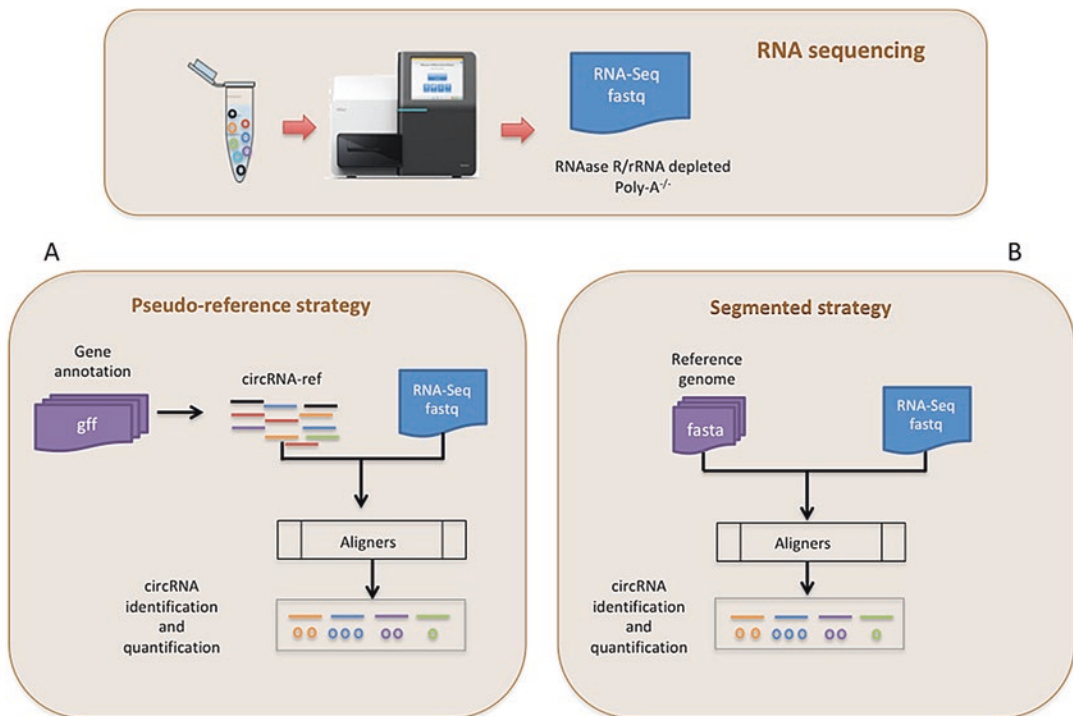 RNA sequencing
RNA-Seq
fastq
RNAase R/rRNA depleted
Poly-A-/-
A
Pseudo-reference strategy
Gene
annotation
gff
circRNA-ref
RNA-Seq
fastq
Aligners
circRNA
identification
and
quantification
B
Segmented strategy
Reference
genome
fasta
RNA-Seq
fastq
Aligners
circRNA
identification
and
quantification